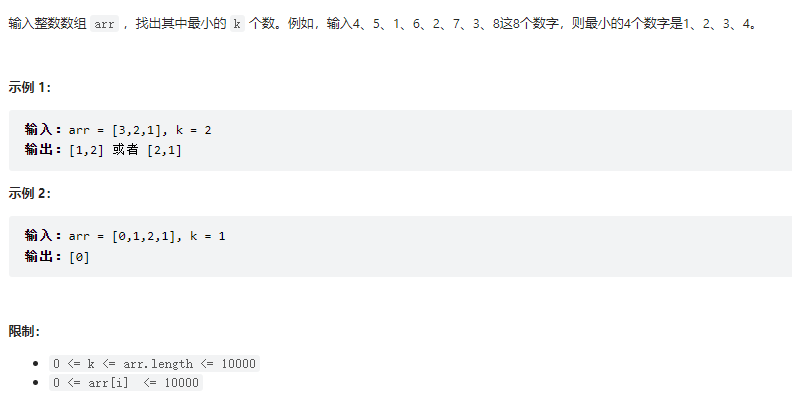 输入整数数组 arr ，找出其中最小的 k 个数。例如，输入4、5、1、6、2、7、3、8这8个数字，则最小的4个数字是1、2、3、4。
示例 1：
输入：arr = [3,2,1], k = 2
输出：[1,2] 或者 [2,1]
示例 2：
输入：arr = [0,1,2,1], k = 1
输出：[0]
限制：
• 0 <= k <= arr.length <= 10000
• 0 <= arr[i] <= 10000